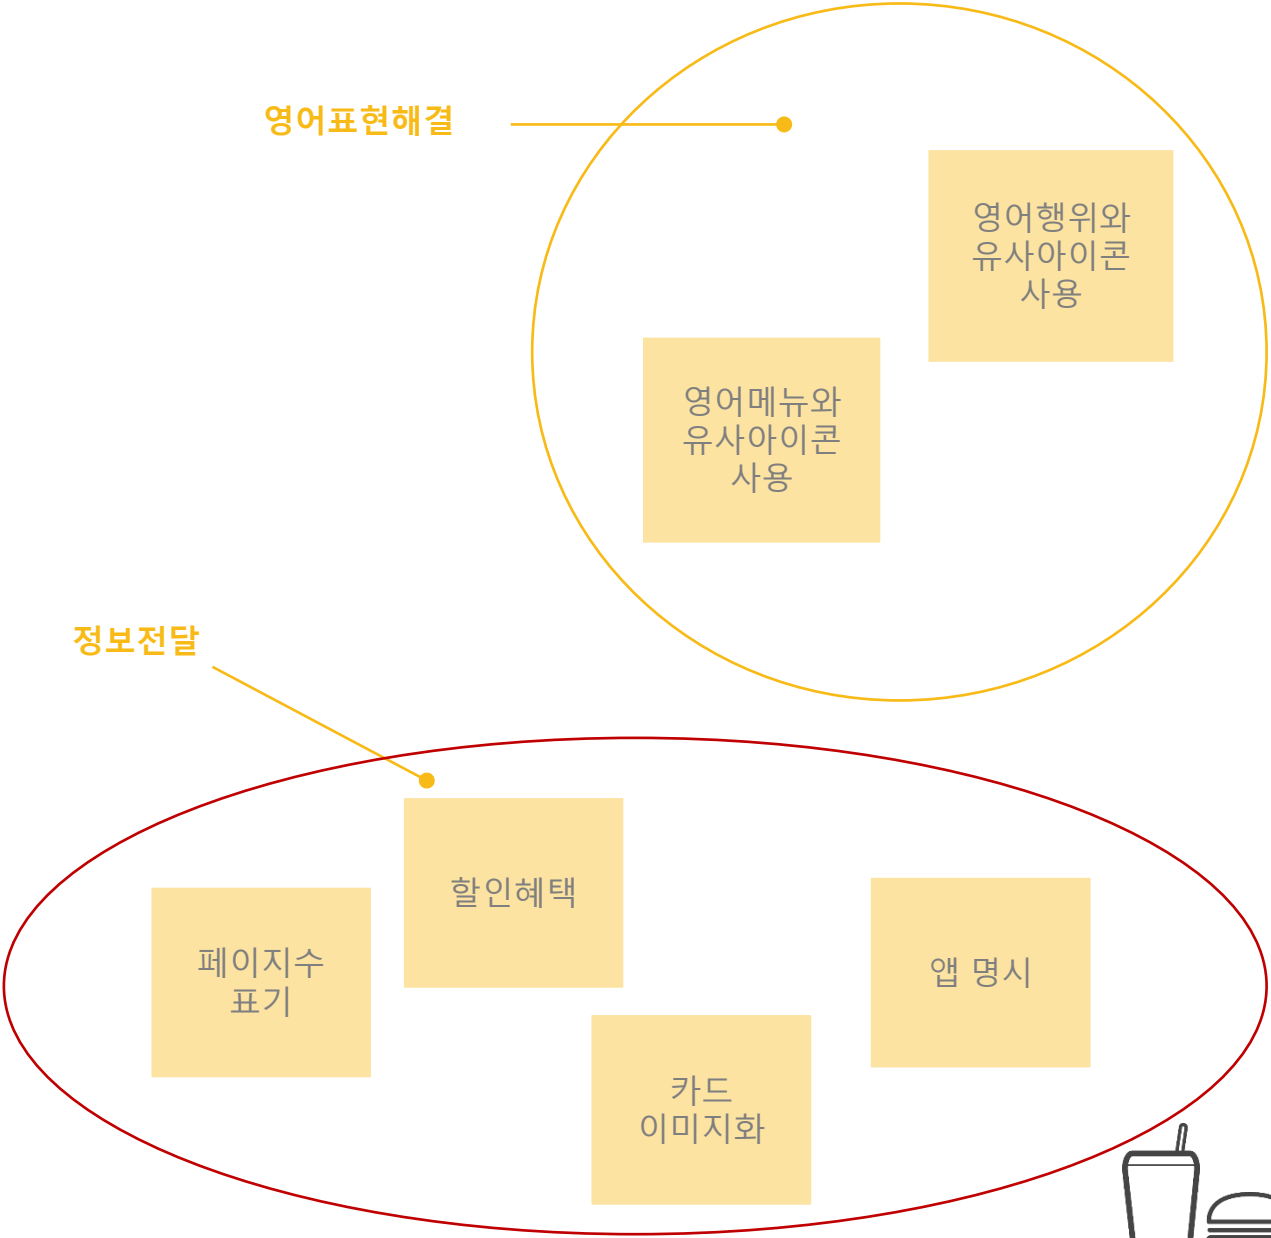 영어표현해결
영어행위와
유사아이콘
사용
영어메뉴와
유사아이콘
사용
정보전달
할인혜택
페이지수
표기
앱 명시
카드
이미지화